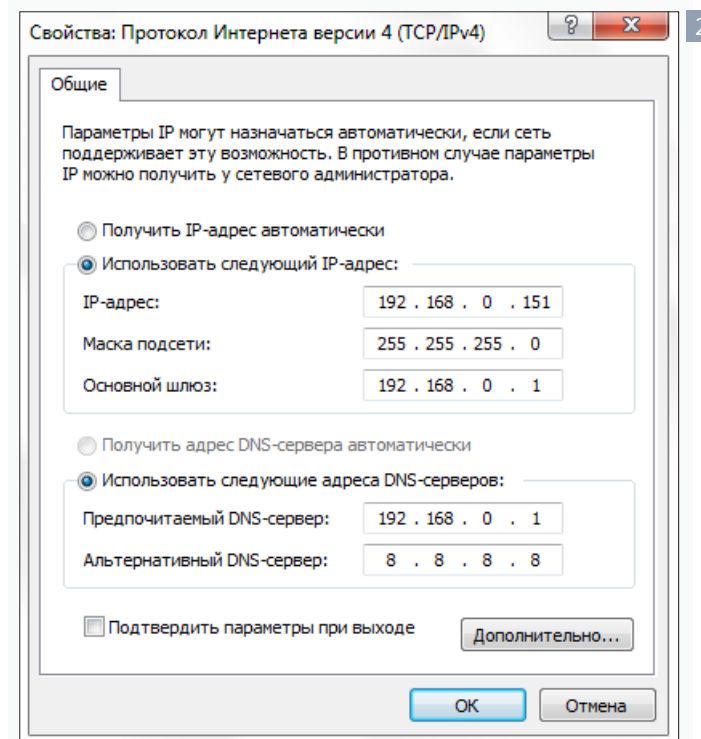 Свойства: Протокол Интернета версии 4 (TCP/IPv4)
? X
2
Общие
Параметры IP могут назначаться автоматически, если сеть
поддерживает эту возможность. В противном случае параметры
IP можно получить у сетевого администратора.
Получить IP-адрес автоматически
Использовать следующий IP-адрес:
IP-адрес: 192 . 168 . 0 . 151
Маска подсети: 255 . 255 . 255 . 0
Основной шлюз: 192 . 168 . 0 . 1
Получить адрес DNS-сервера автоматически
Использовать следующие адреса DNS-серверов:
Предпочитаемый DNS-сервер: 192 . 168 . 0 . 1
Альтернативный DNS-сервер: 8 . 8 . 8 . 8
Подтвердить параметры при выходе
Дополнительно...
ОК Отмена